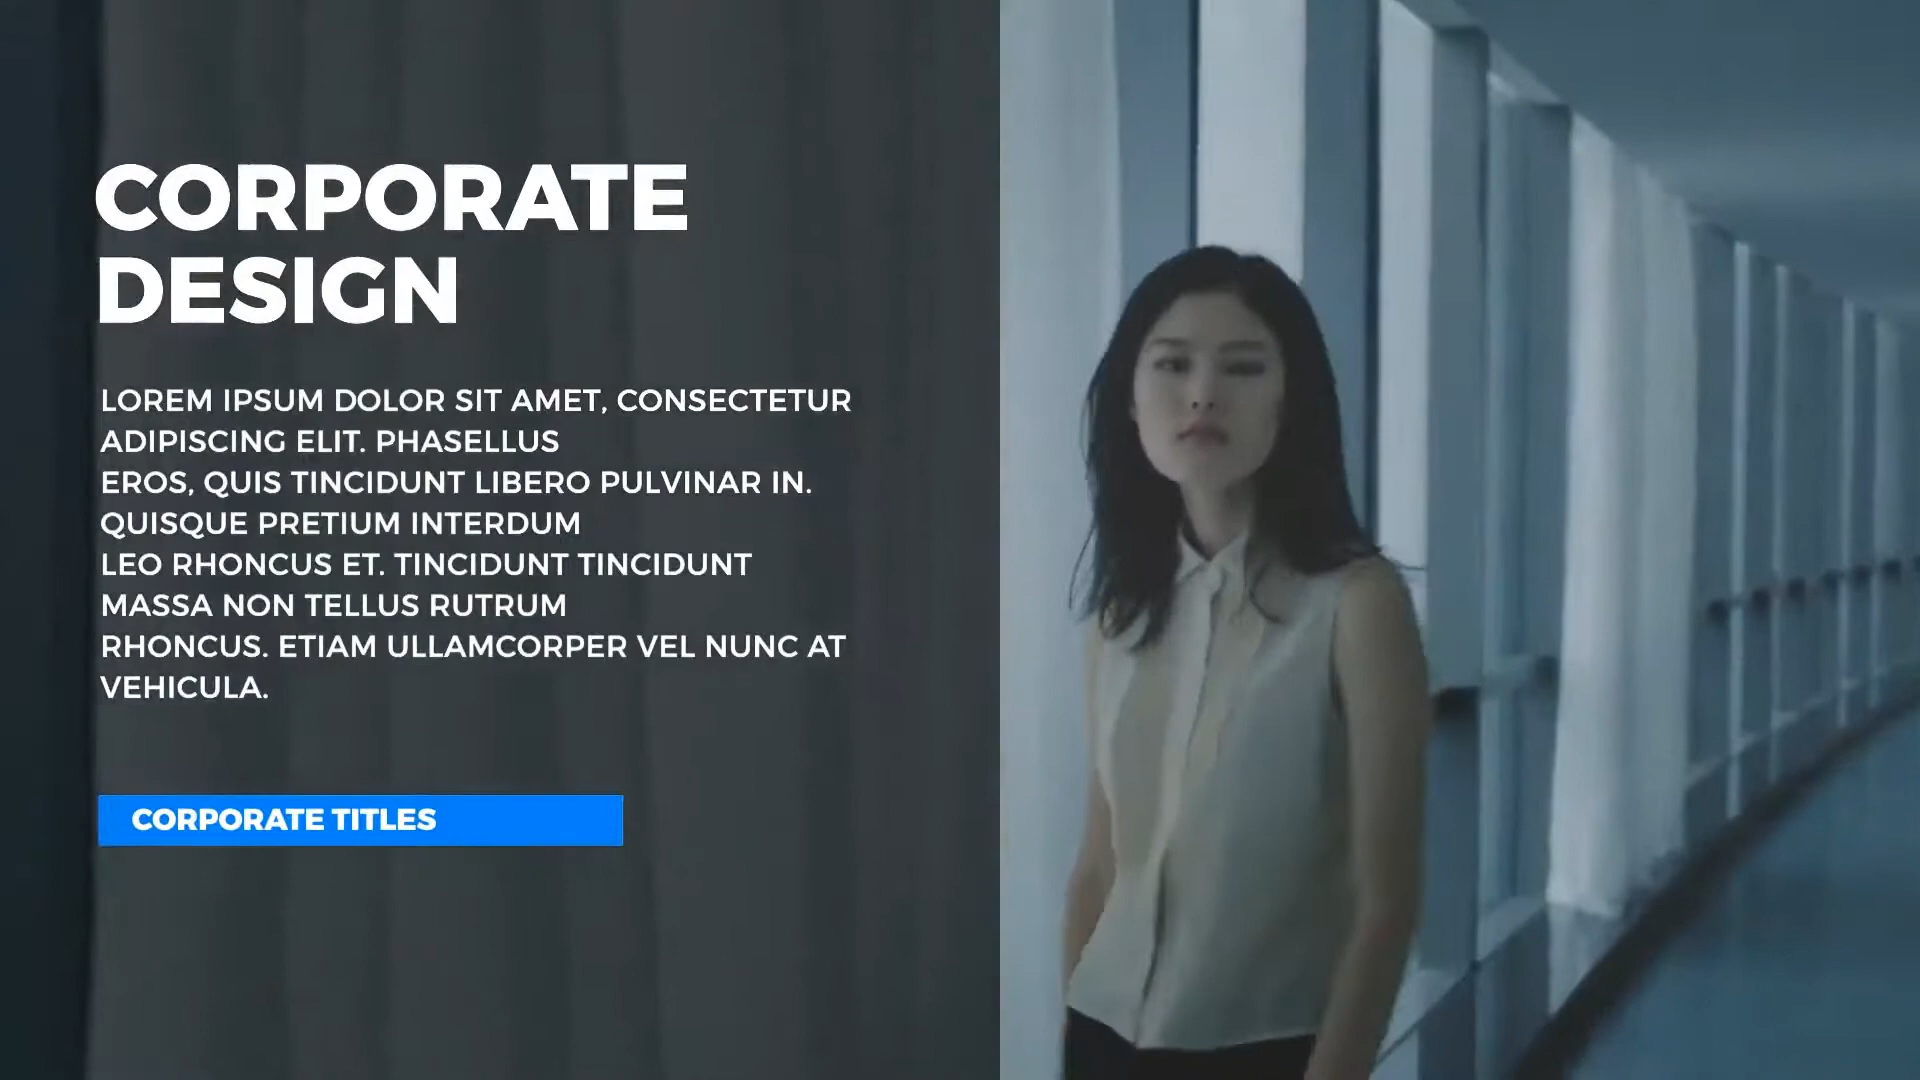 CORPORATE
DESIGN
LOREM IPSUM DOLOR SIT AMET, CONSECTETUR
ADIPISCING ELIT. PHASELLUS
EROS, QUIS TINCIDUNT LIBERO PULVINAR IN.
QUISQUE PRETIUM INTERDUM
LEO RHONCUS ET. TINCIDUNT TINCIDUNT
MASSA NON TELLUS RUTRUM
RHONCUS. ETIAM ULLAMCORPER VEL NUNC AT
VEHICULA.
CORPORATE TITLES